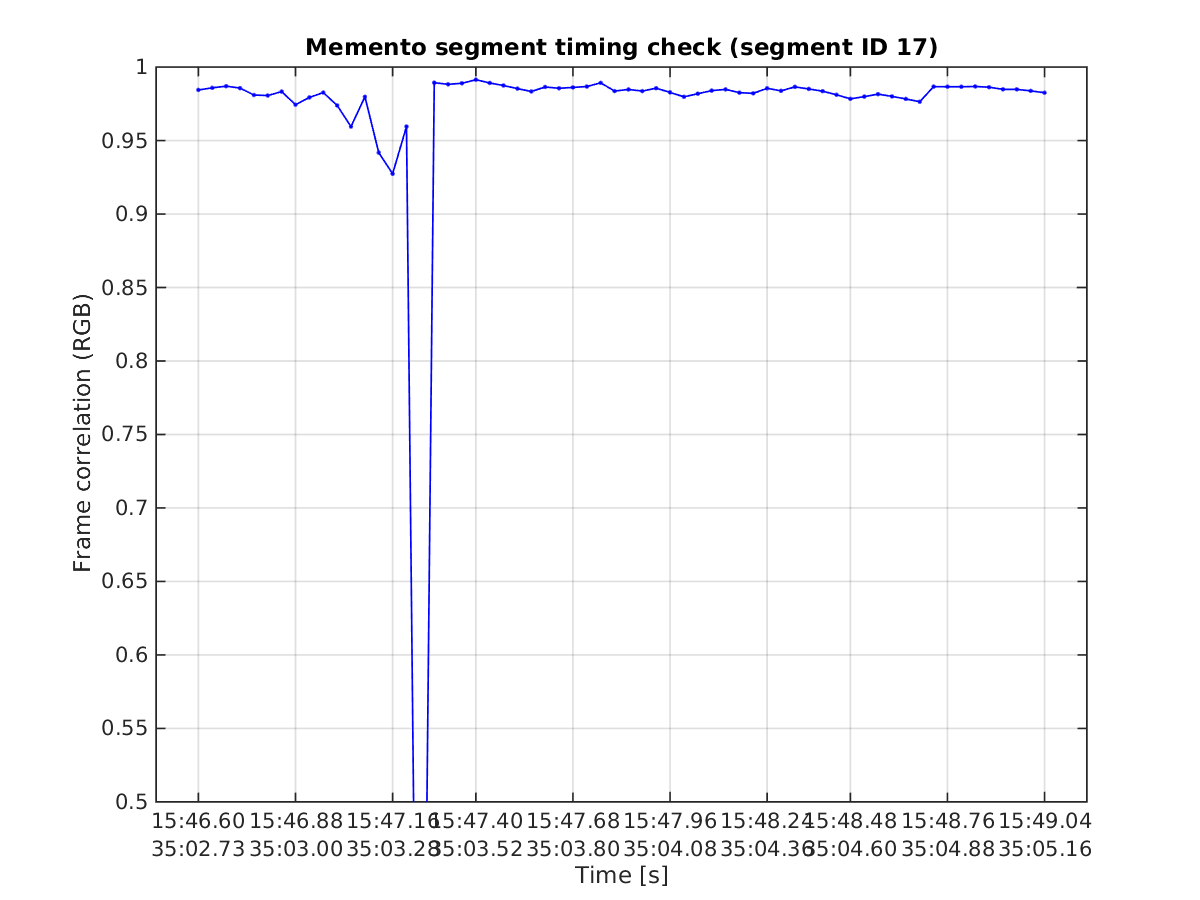 Memento segment timing check (segment ID 17)
1
0.95
0.9
0.85
0.8
0.75
0.7
0.65
0.6
0.55
0.5
Frame correlation (RGB)
15:46.60 15:46.88 15:47.16 15:47.40 15:47.68 15:47.96 15:48.24 15:48.48 15:48.76 15:49.04
35:02.73 35:03.00 35:03.28 35:03.52 35:03.80 35:04.08 35:04.36 35:04.60 35:04.88 35:05.16
Time [s]